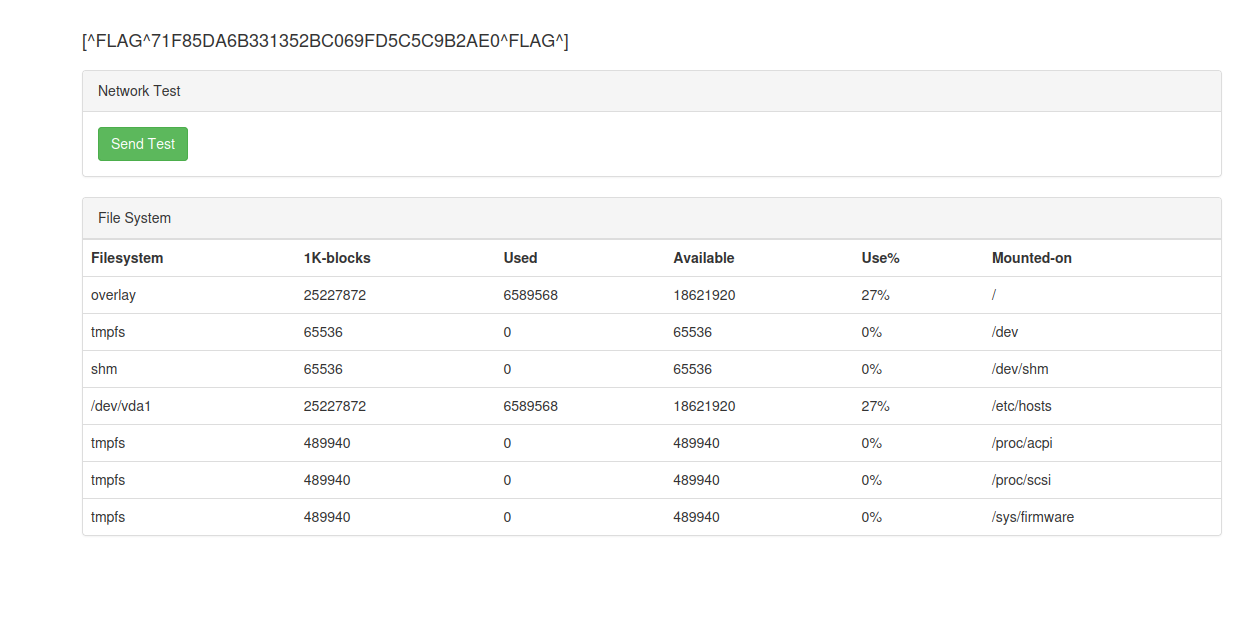 [^FLAG^71F85DA6B331352BC069FD5C5C9B2AE0^FLAG^]
Network Test
Send Test
File System
Filesystem 1K-blocks Used Available Use% Mounted-on
overlay 25227872 6589568 18621920 27% /
tmpfs 65536 0 65536 0% /dev
shm 65536 0 65536 0% /dev/shm
/dev/vda1 25227872 6589568 18621920 27% /etc/hosts
tmpfs 489940 0 489940 0% /proc/acpi
tmpfs 489940 0 489940 0% /proc/scsi
tmpfs 489940 0 489940 0% /sys/firmware